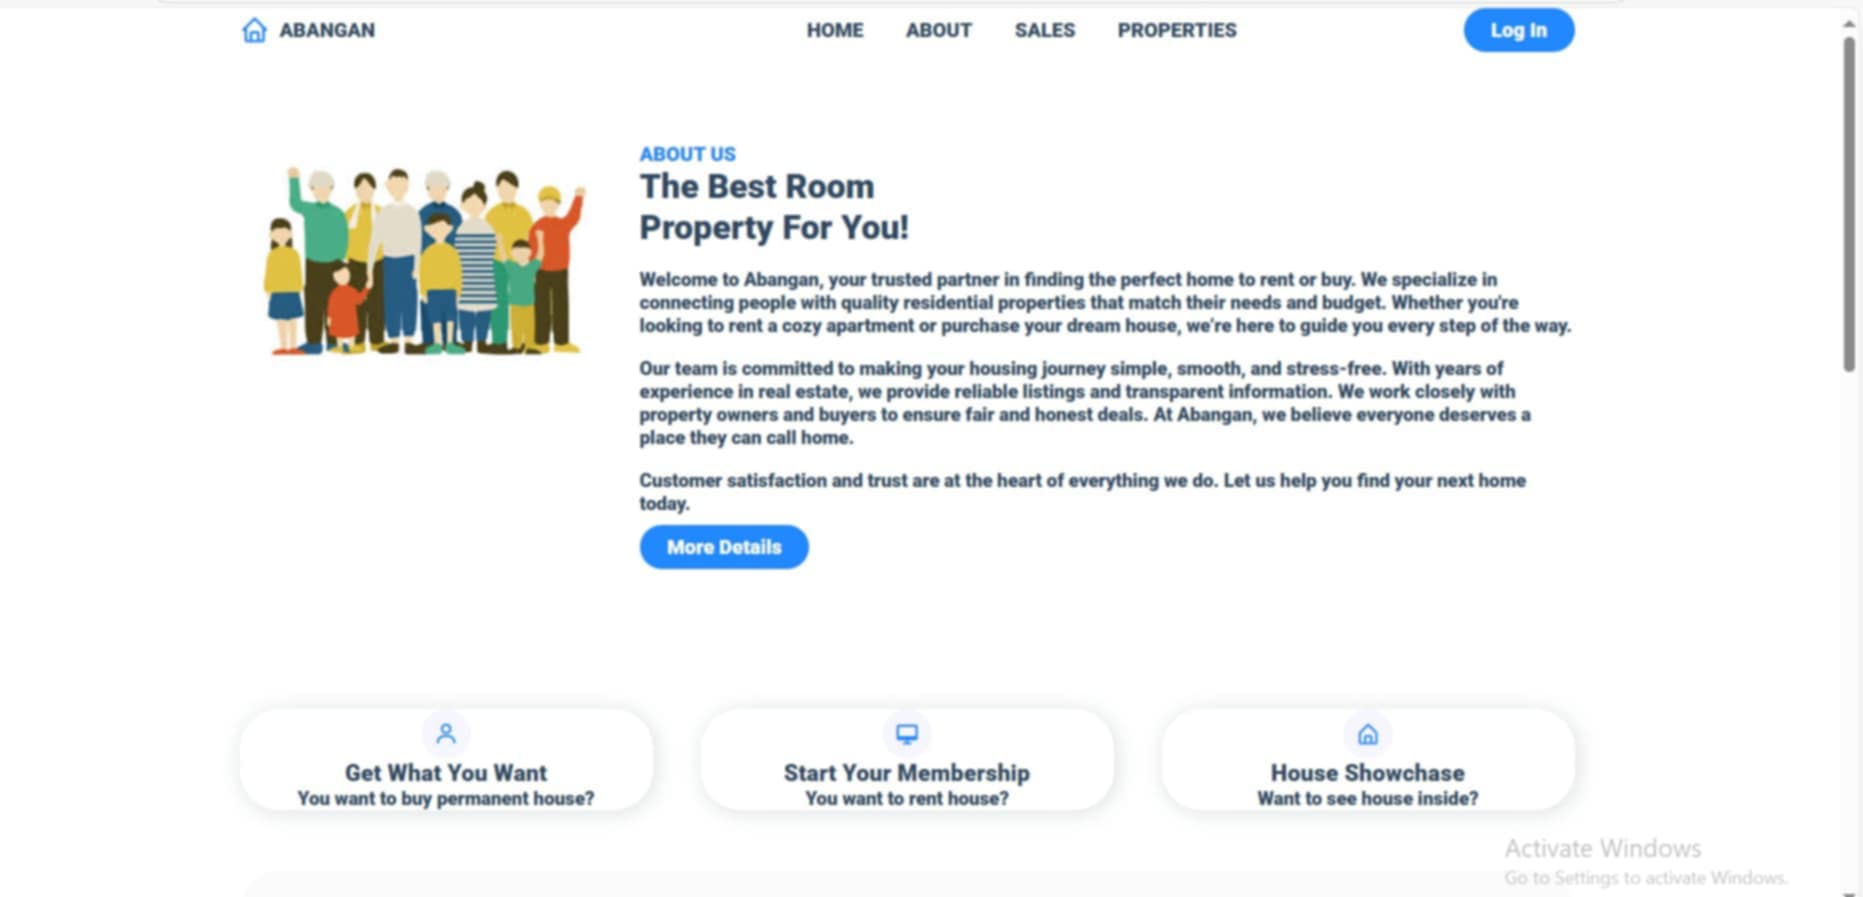 ABANGAN
HOME ABOUT SALES PROPERTIES
Log In
ABOUT US
The Best Room
Property For You!
Welcome to Abangan, your trusted partner in finding the perfect home to rent or buy. We specialize in
connecting people with quality residential properties that match their needs and budget. Whether you're
looking to rent a cozy apartment or purchase your dream house, we're here to guide you every step of the way.
Our team is committed to making your housing journey simple, smooth, and stress-free. With years of
experience in real estate, we provide reliable listings and transparent information. We work closely with
property owners and buyers to ensure fair and honest deals. At Abangan, we believe everyone deserves a
place they can call home.
Customer satisfaction and trust are at the heart of everything we do. Let us help you find your next home
today.
More Details
Get What You Want
You want to buy permanent house?
Start Your Membership
You want to rent house?
House Showchase
Want to see house inside?
Activate Windows
Go to Settings to activate Windows.